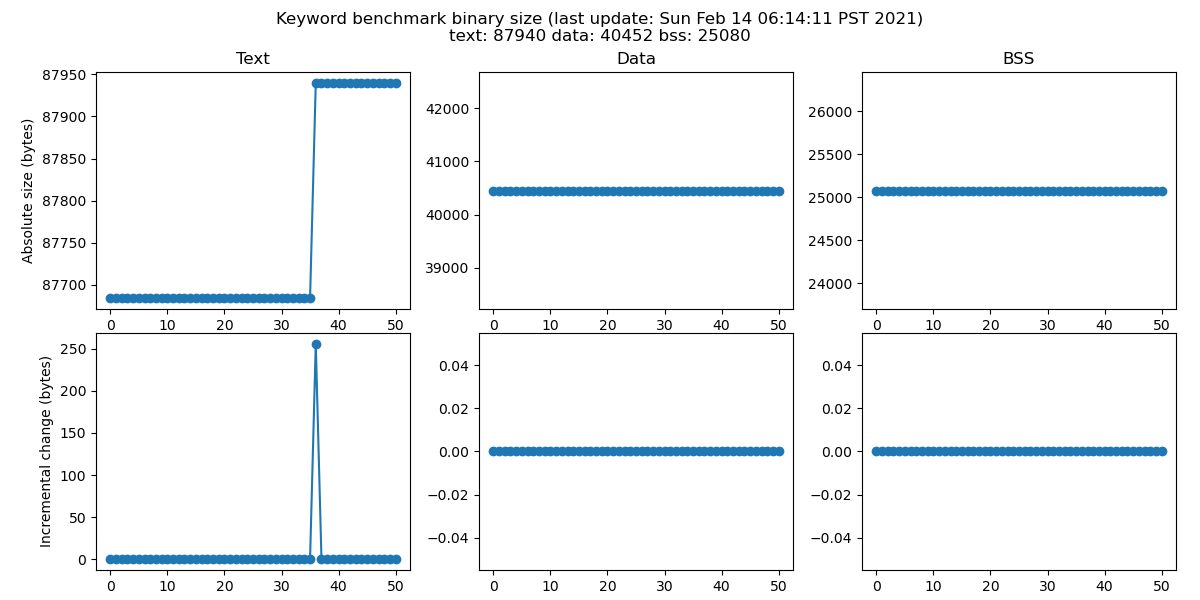 Keyword benchmark binary size (last update: Sun Feb 14 06:14:11 PST 2021)
text: 87940 data: 40452 bss: 25080
Text
Data
BSS
Absolute size (bytes)
87950
87900
87850
87800
87750
87700
0 10 20 30 40 50
42000
41000
40000
39000
0 10 20 30 40 50
26000
25500
25000
24500
24000
0 10 20 30 40 50
Incremental change (bytes)
250
200
150
100
50
0
0 10 20 30 40 50
0.04
0.02
0.00
−0.02
−0.04
0 10 20 30 40 50
0.04
0.02
0.00
−0.02
−0.04
0 10 20 30 40 50